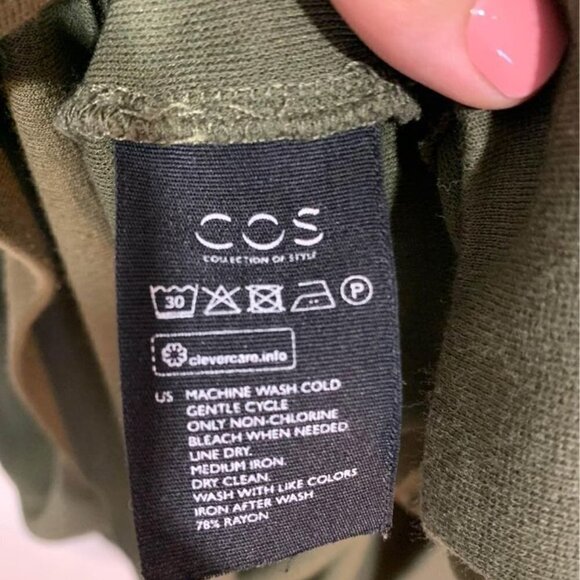 COS
COLLECTION OF STYLE
30 P
clevercare.info
US MACHINE WASH COLD
GENTLE CYCLE
ONLY NON-CHLORINE
BLEACH WHEN NEEDED
LINE DRY.
MEDIUM IRON.
DRY CLEAN.
WASH WITH LIKE COLORS
IRON AFTER WASH
78% RAYON